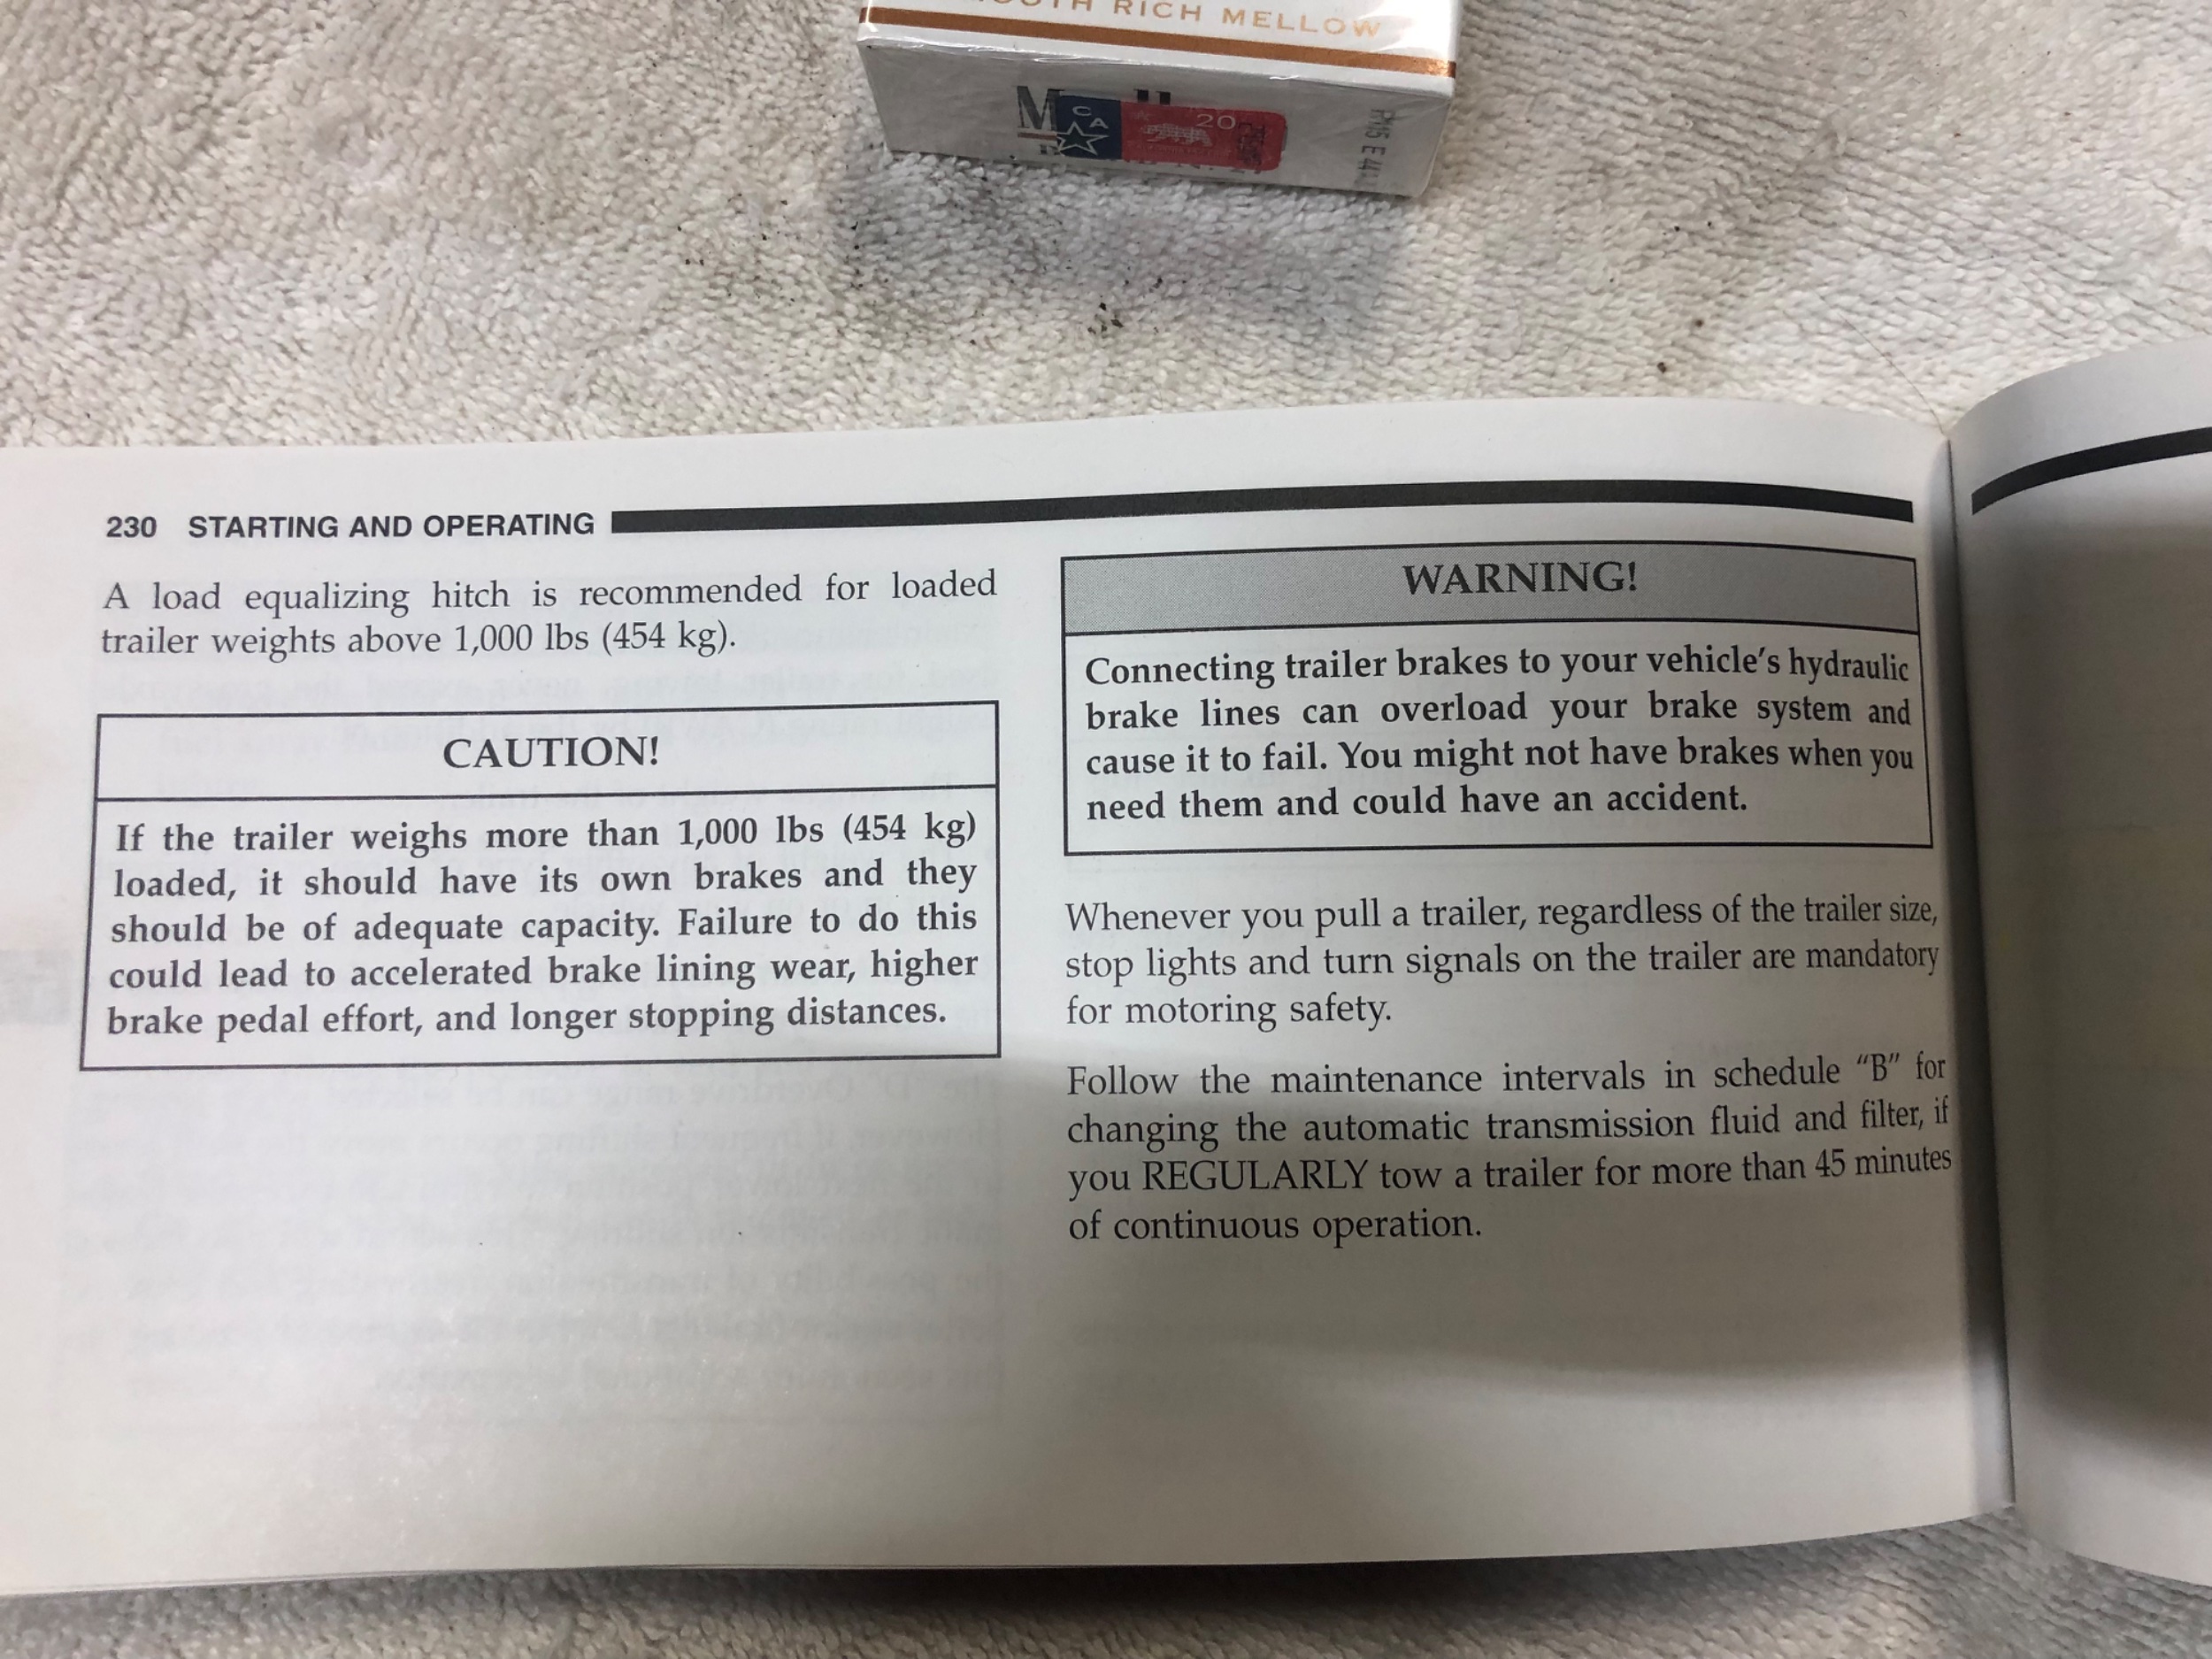 RICH MELLOW
CA
20
230 STARTING AND OPERATING
A load equalizing hitch is recommended for loaded
trailer weights above 1,000 lbs (454 kg).
CAUTION!
If the trailer weighs more than 1,000 lbs (454 kg)
loaded, it should have its own brakes and they
should be of adequate capacity. Failure to do this
could lead to accelerated brake lining wear, higher
brake pedal effort, and longer stopping distances.
WARNING!
Connecting trailer brakes to your vehicle's hydraulic
brake lines can overload your brake system and
cause it to fail. You might not have brakes when you
need them and could have an accident.
Whenever you pull a trailer, regardless of the trailer size,
stop lights and turn signals on the trailer are mandatory
for motoring safety.
Follow the maintenance intervals in schedule “B” for
changing the automatic transmission fluid and filter, if
you REGULARLY tow a trailer for more than 45 minutes
of continuous operation.